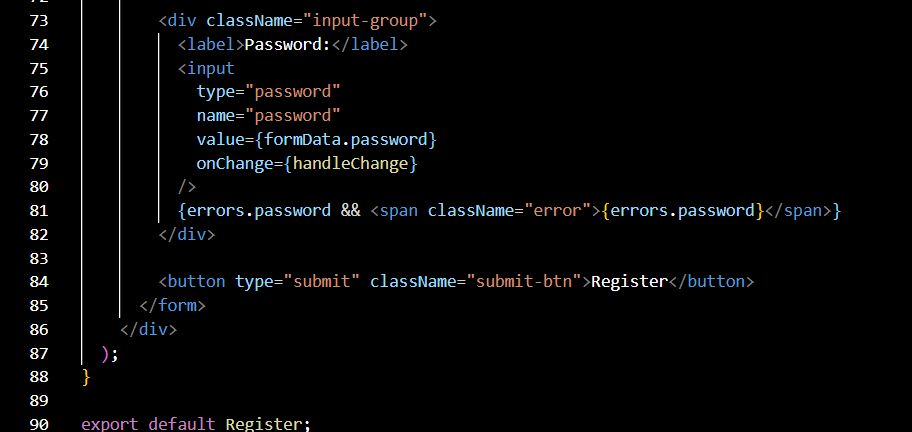 73 <div className="input-group">
74 <label>Password:</label>
75 <input
76 type="password"
77 name="password"
78 value={formData.password}
79 onChange={handleChange}
80 />
81 {errors.password && <span className="error">{errors.password}</span>}
82 </div>
83
84 <button type="submit" className="submit-btn">Register</button>
85 </form>
86 </div>
87 );
88 }
89
90 export default Register;